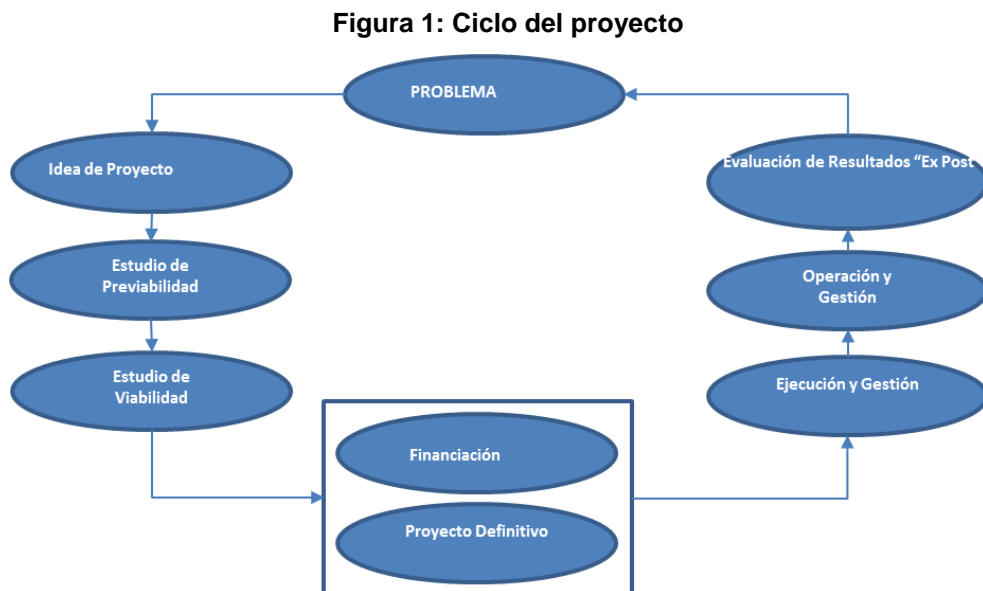 Figura 1: Ciclo del proyecto
PROBLEMA
Idea de Proyecto
Estudio de
Previabilidad
Estudio de
Viabilidad
Financiación
Proyecto Definitivo
Ejecución y Gestión
Operación y
Gestión
Evaluación de Resultados “Ex Post